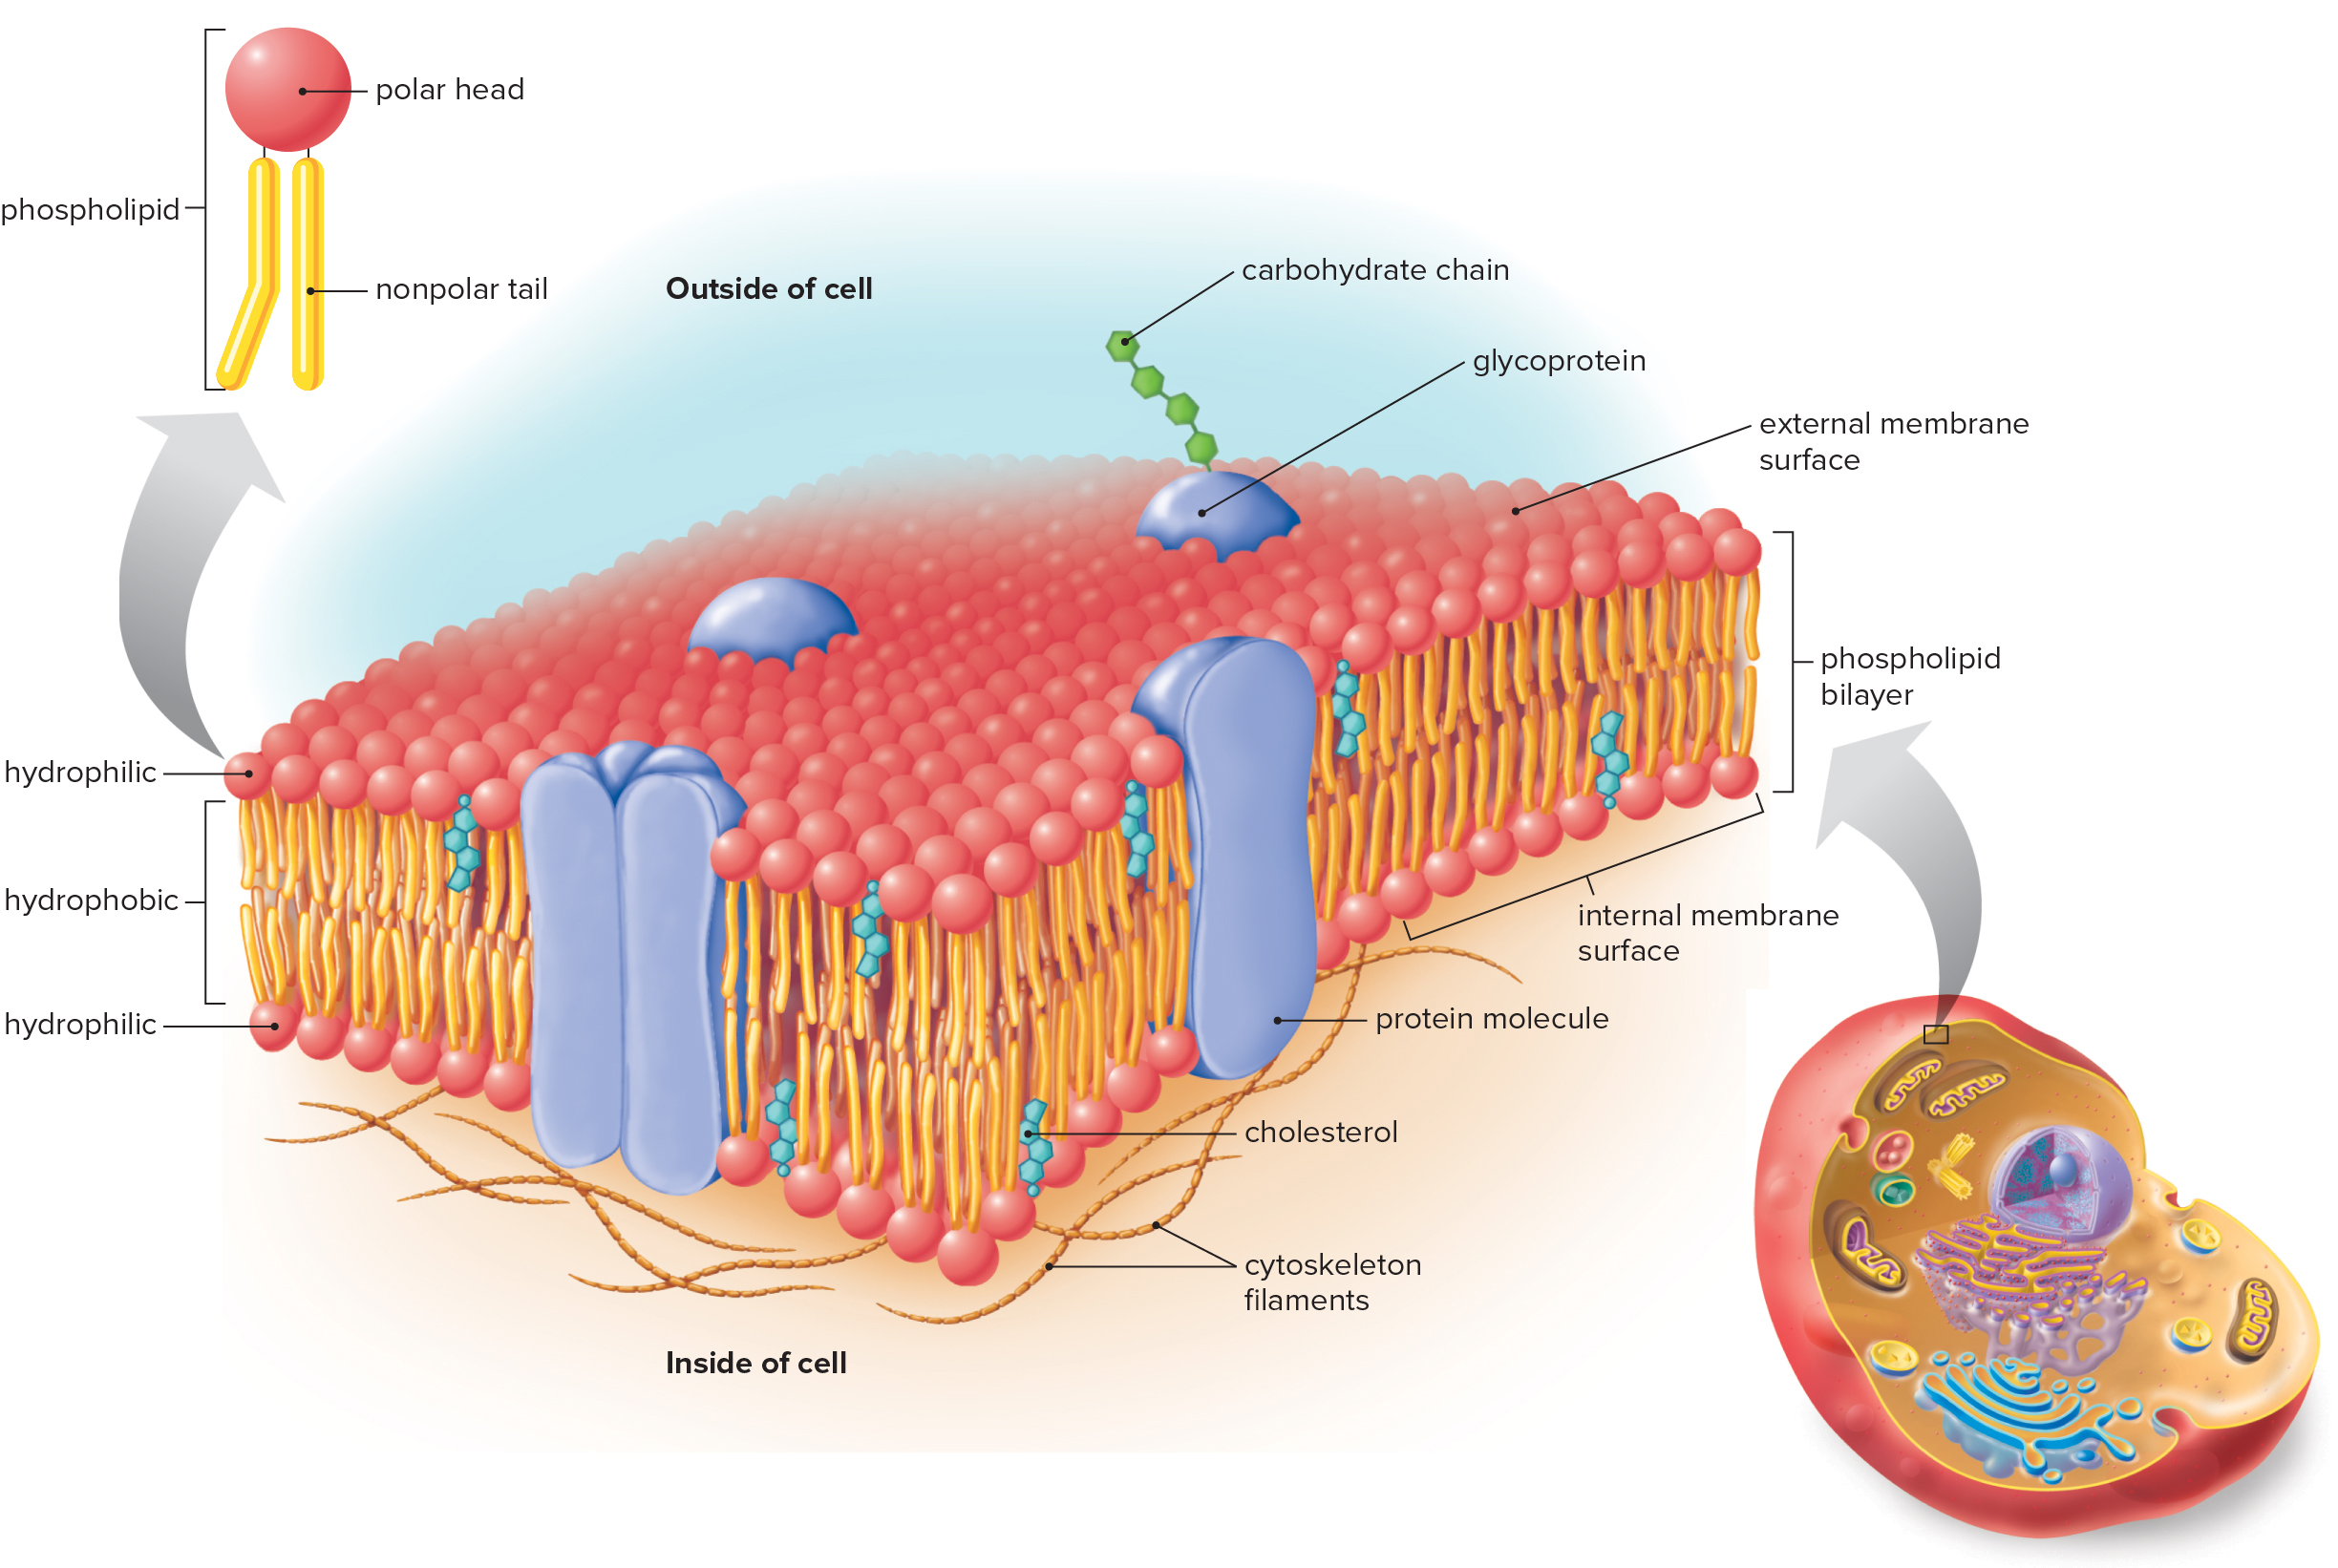 polar head
phospholipid
nonpolar tail
Outside of cell
carbohydrate chain
glycoprotein
external membrane
surface
phospholipid
bilayer
hydrophilic
hydrophobic
internal membrane
surface
hydrophilic
protein molecule
cholesterol
cytoskeleton
filaments
Inside of cell